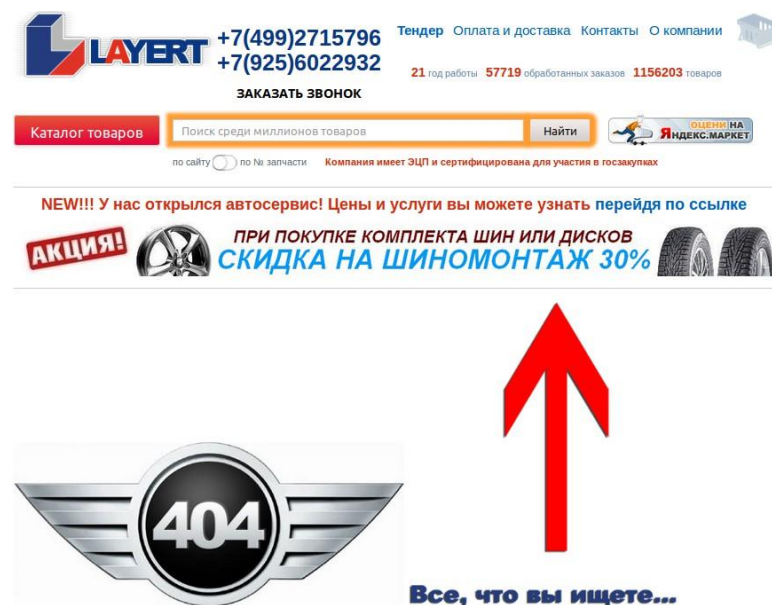 LAYERT
+7(499)2715796
+7(925)6022932
ЗАКАЗАТЬ ЗВОНОК
Тендер Оплата и доставка Контакты О компании
21 год работы 57719 обработанных заказов 1156203 товаров
Каталог товаров
Поиск среди миллионов товаров
Найти
ОЦЕНИ НА
ЯНДЕКС.МАРКЕТ
по сайту по № запчасти Компания имеет ЭЦП и сертифицирована для участия в госзакупках
NEW!!! У нас открылся автосервис! Цены и услуги вы можете узнать перейдя по ссылке
АКЦИЯ!
ПРИ ПОКУПКЕ КОМПЛЕКТА ШИН ИЛИ ДИСКОВ
СКИДКА НА ШИНОМОНТАЖ 30%
404
Все, что вы ищете...